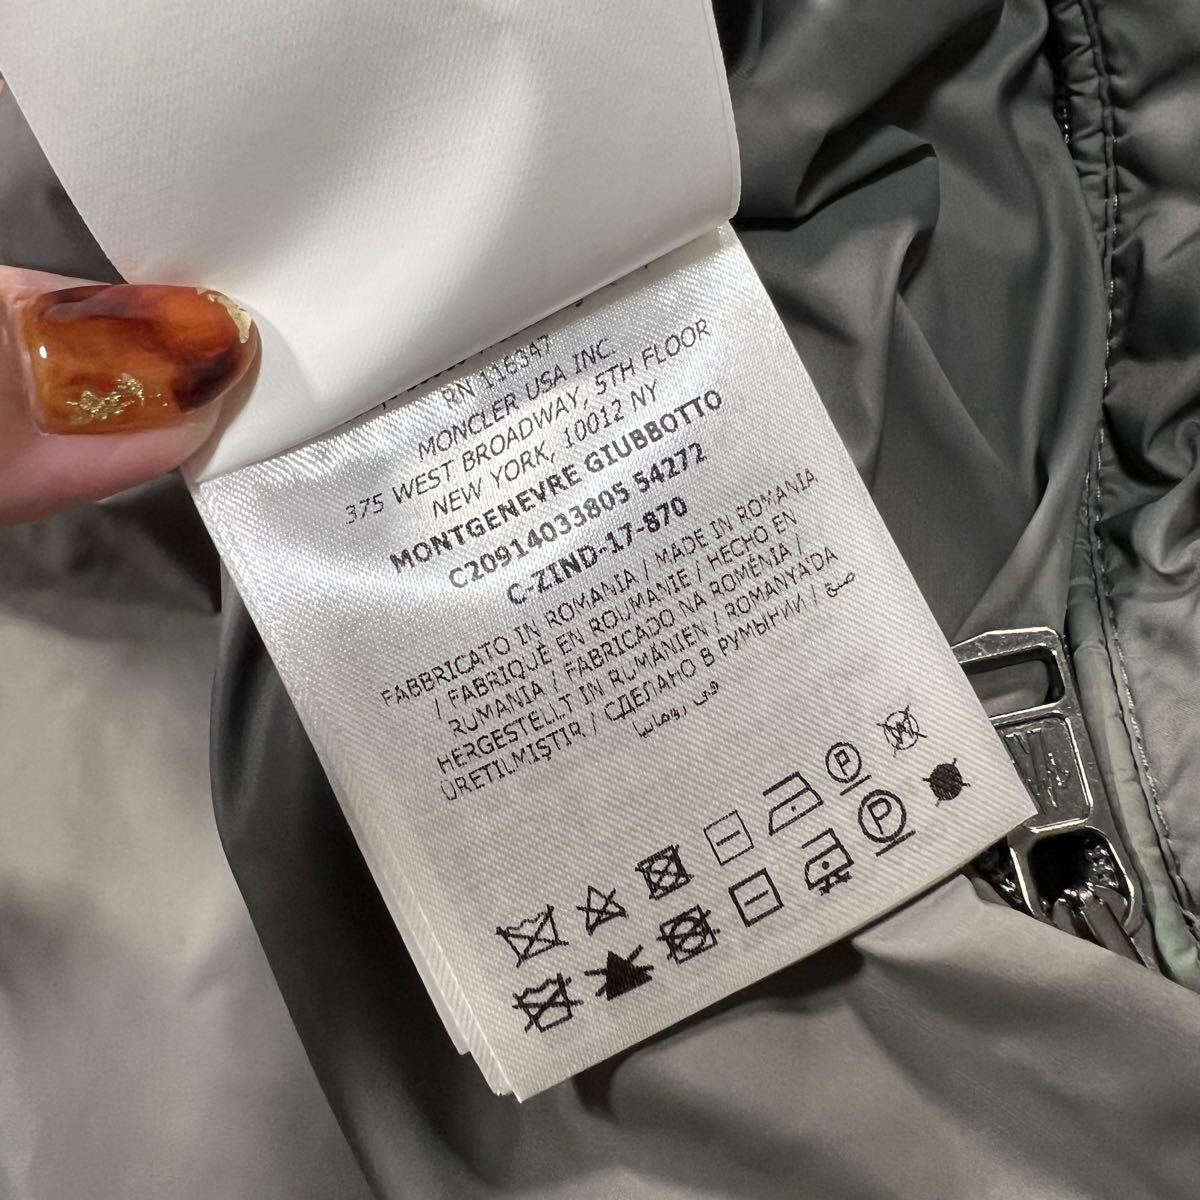 RN 116347
MONCLER USA INC.
375 WEST BROADWAY, 5TH FLOOR
NEW YORK, 10012 NY
MONTGENEVRE GIUBBOTTO
C20914033805 54272
C-ZIND-17-870
FABBRICATO IN ROMANIA / MADE IN ROMANIA
/ FABRIQUÉ EN ROUMANIE / HECHO EN
RUMANIA / FABRICADO NA ROMÉNIA /
HERGESTELLT IN RUMÄNIEN / ROMANYA'DA
ÜRETILMIŞTIR / СДЕЛАНО В РУМЫНИИ / صنع
في رومانيا
P
W
P